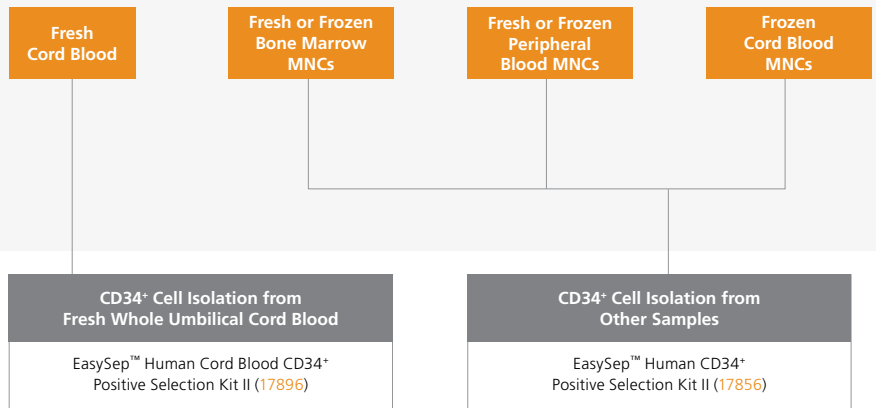 Fresh
Cord Blood
Fresh or Frozen
Bone Marrow
MNCs
Fresh or Frozen
Peripheral
Blood MNCs
Frozen
Cord Blood
MNCs
CD34⁺ Cell Isolation from
Fresh Whole Umbilical Cord Blood
EasySep™ Human Cord Blood CD34⁺
Positive Selection Kit II (17896)
CD34⁺ Cell Isolation from
Other Samples
EasySep™ Human CD34⁺
Positive Selection Kit II (17856)